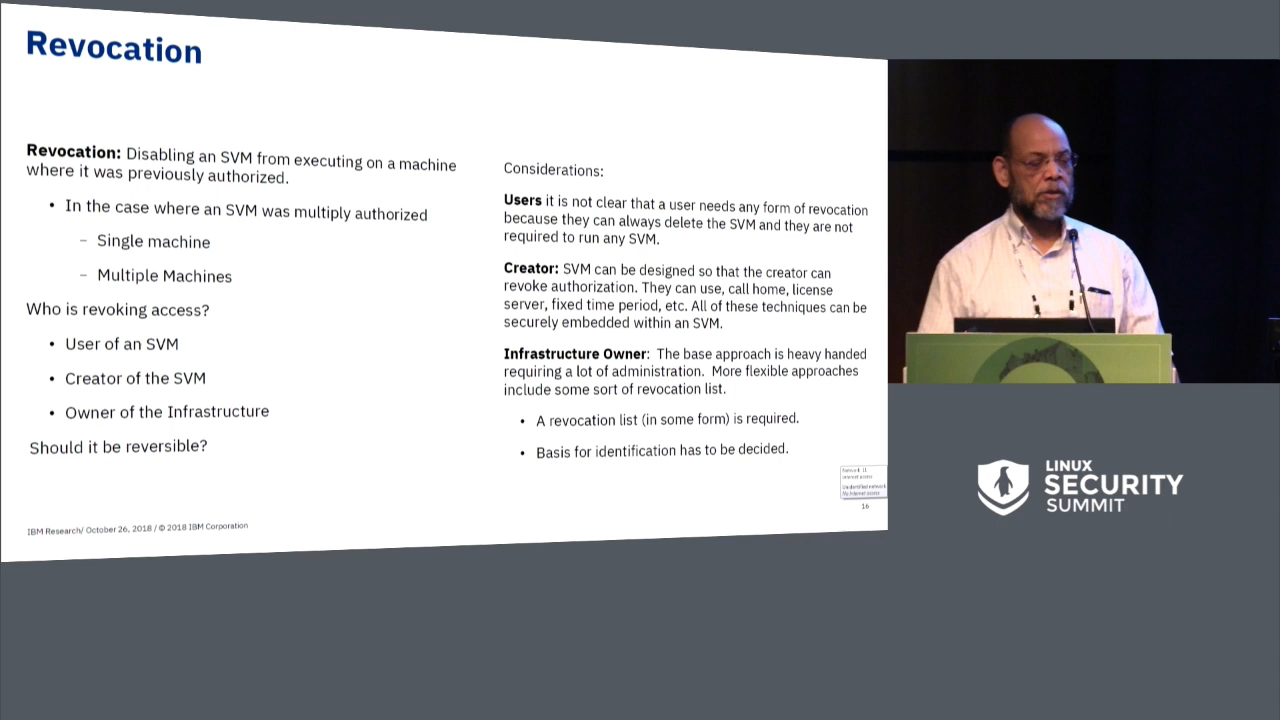 Revocation
Revocation: Disabling an SVM from executing on a machine
where it was previously authorized.
• In the case where an SVM was multiply authorized
– Single machine
– Multiple Machines
Who is revoking access?
• User of an SVM
• Creator of the SVM
• Owner of the Infrastructure
Should it be reversible?
Considerations:
Users it is not clear that a user needs any form of revocation
because they can always delete the SVM and they are not
required to run any SVM.
Creator: SVM can be designed so that the creator can
revoke authorization. They can use, call home, license
server, fixed time period, etc. All of these techniques can be
securely embedded within an SVM.
Infrastructure Owner: The base approach is heavy handed
requiring a lot of administration. More flexible approaches
include some sort of revocation list.
• A revocation list (in some form) is required.
• Basis for identification has to be decided.
Internet access
Unidentified network
No Internet access
16
IBM Research/ October 26, 2018 / © 2018 IBM Corporation
LINUX
SECURITY
SUMMIT